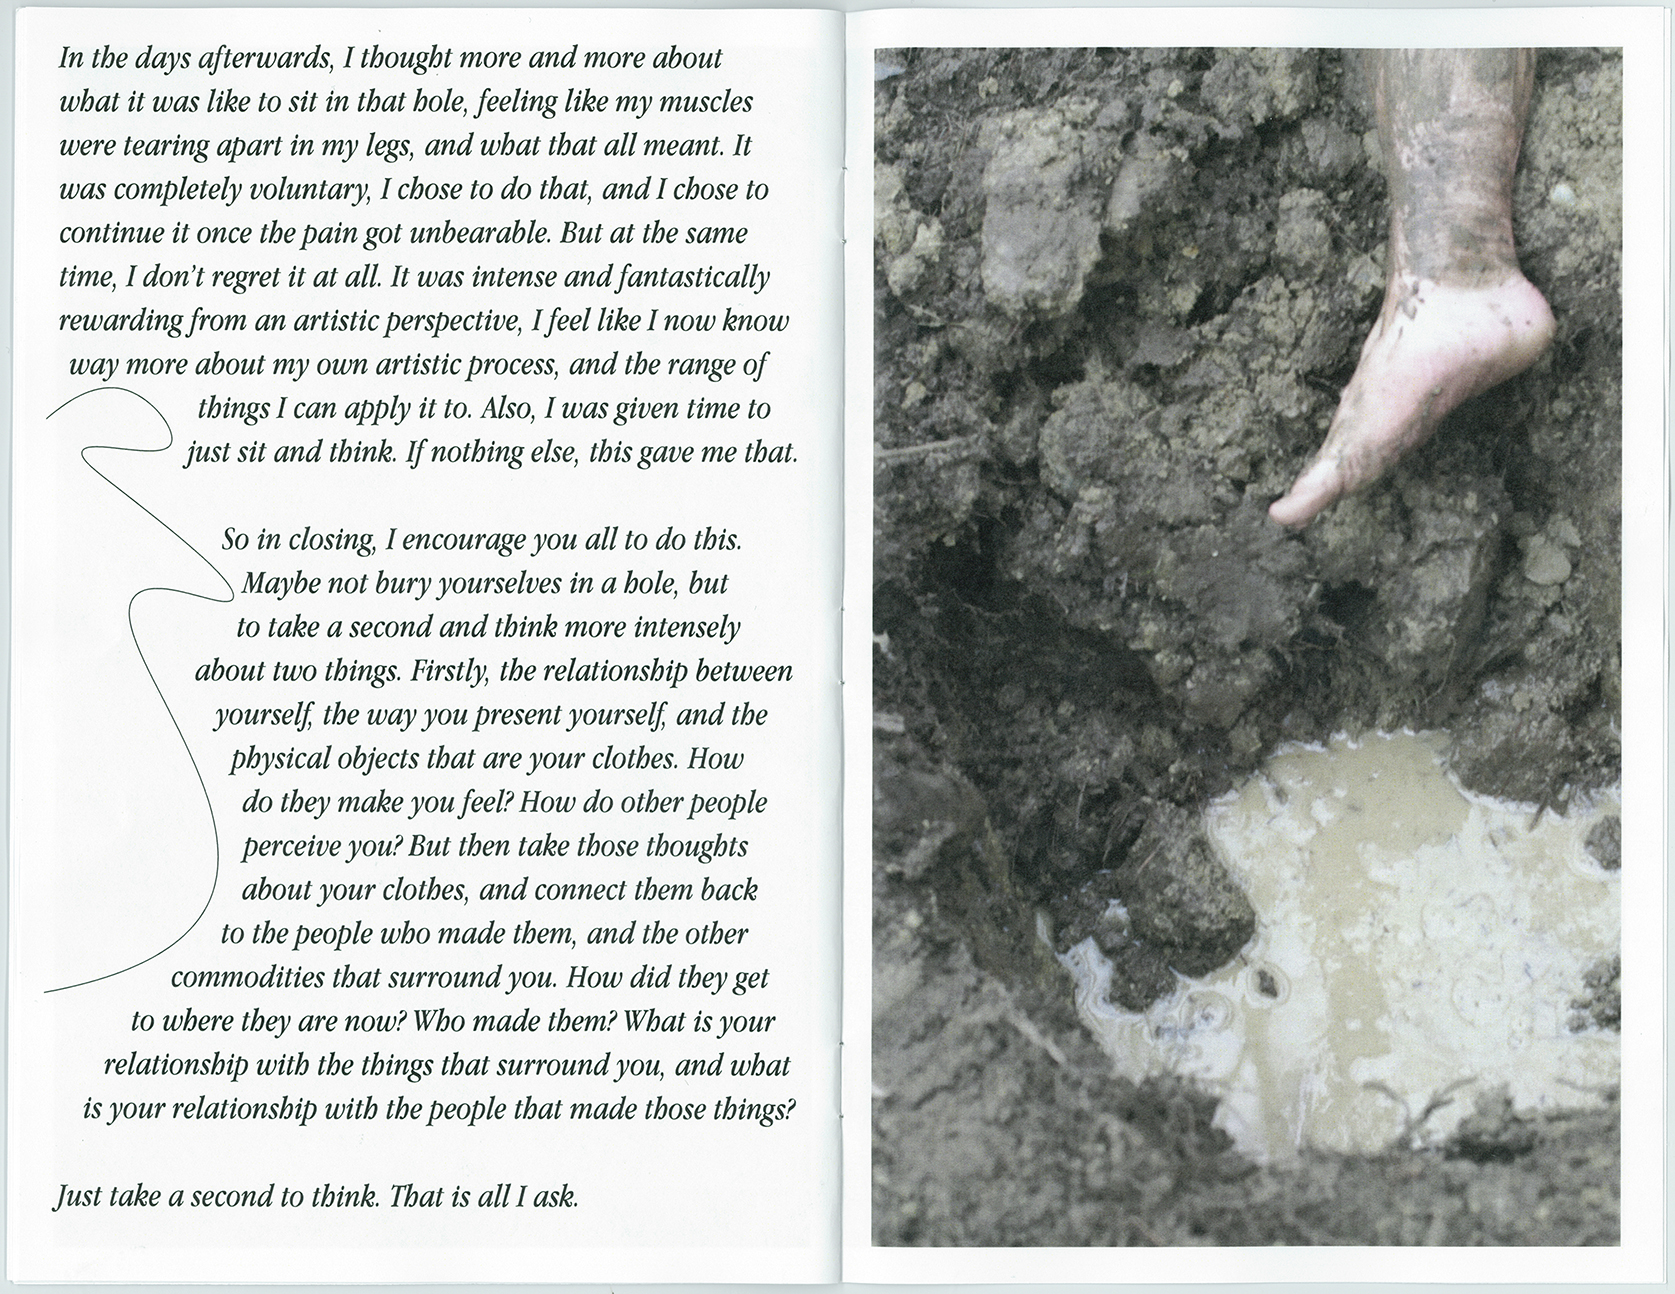 In the days afterwards, I thought more and more about
what it was like to sit in that hole, feeling like my muscles
were tearing apart in my legs, and what that all meant. It
was completely voluntary, I chose to do that, and I chose to
continue it once the pain got unbearable. But at the same
time, I don’t regret it at all. It was intense and fantastically
rewarding from an artistic perspective, I feel like I now know
way more about my own artistic process, and the range of
things I can apply it to. Also, I was given time to
just sit and think. If nothing else, this gave me that.
So in closing, I encourage you all to do this.
Maybe not bury yourselves in a hole, but
to take a second and think more intensely
about two things. Firstly, the relationship between
yourself, the way you present yourself, and the
physical objects that are your clothes. How
do they make you feel? How do other people
perceive you? But then take those thoughts
about your clothes, and connect them back
to the people who made them, and the other
commodities that surround you. How did they get
to where they are now? Who made them? What is your
relationship with the things that surround you, and what
is your relationship with the people that made those things?
Just take a second to think. That is all I ask.